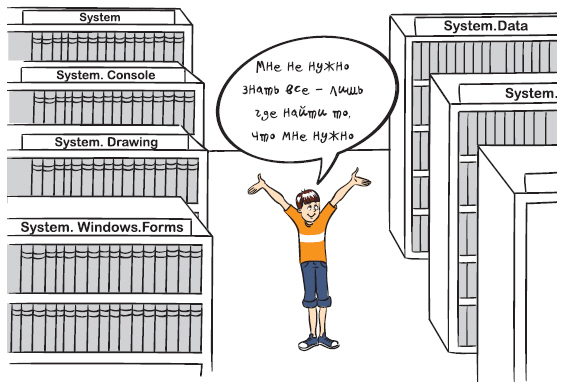 System
System. Console
System. Drawing
System. Windows.Forms
Мне не нужно
знать все – лишь
где найти то,
что мне нужно
System.Data
System.